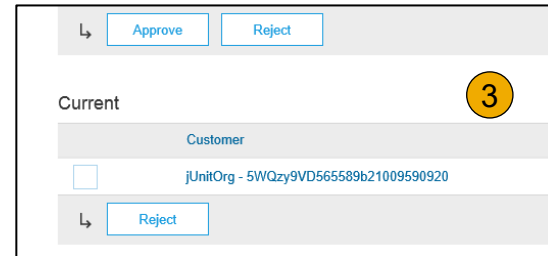 Approve Reject
Current
3
Customer
jUnitOrg - 5WQzy9VD565589b21009590920
Reject